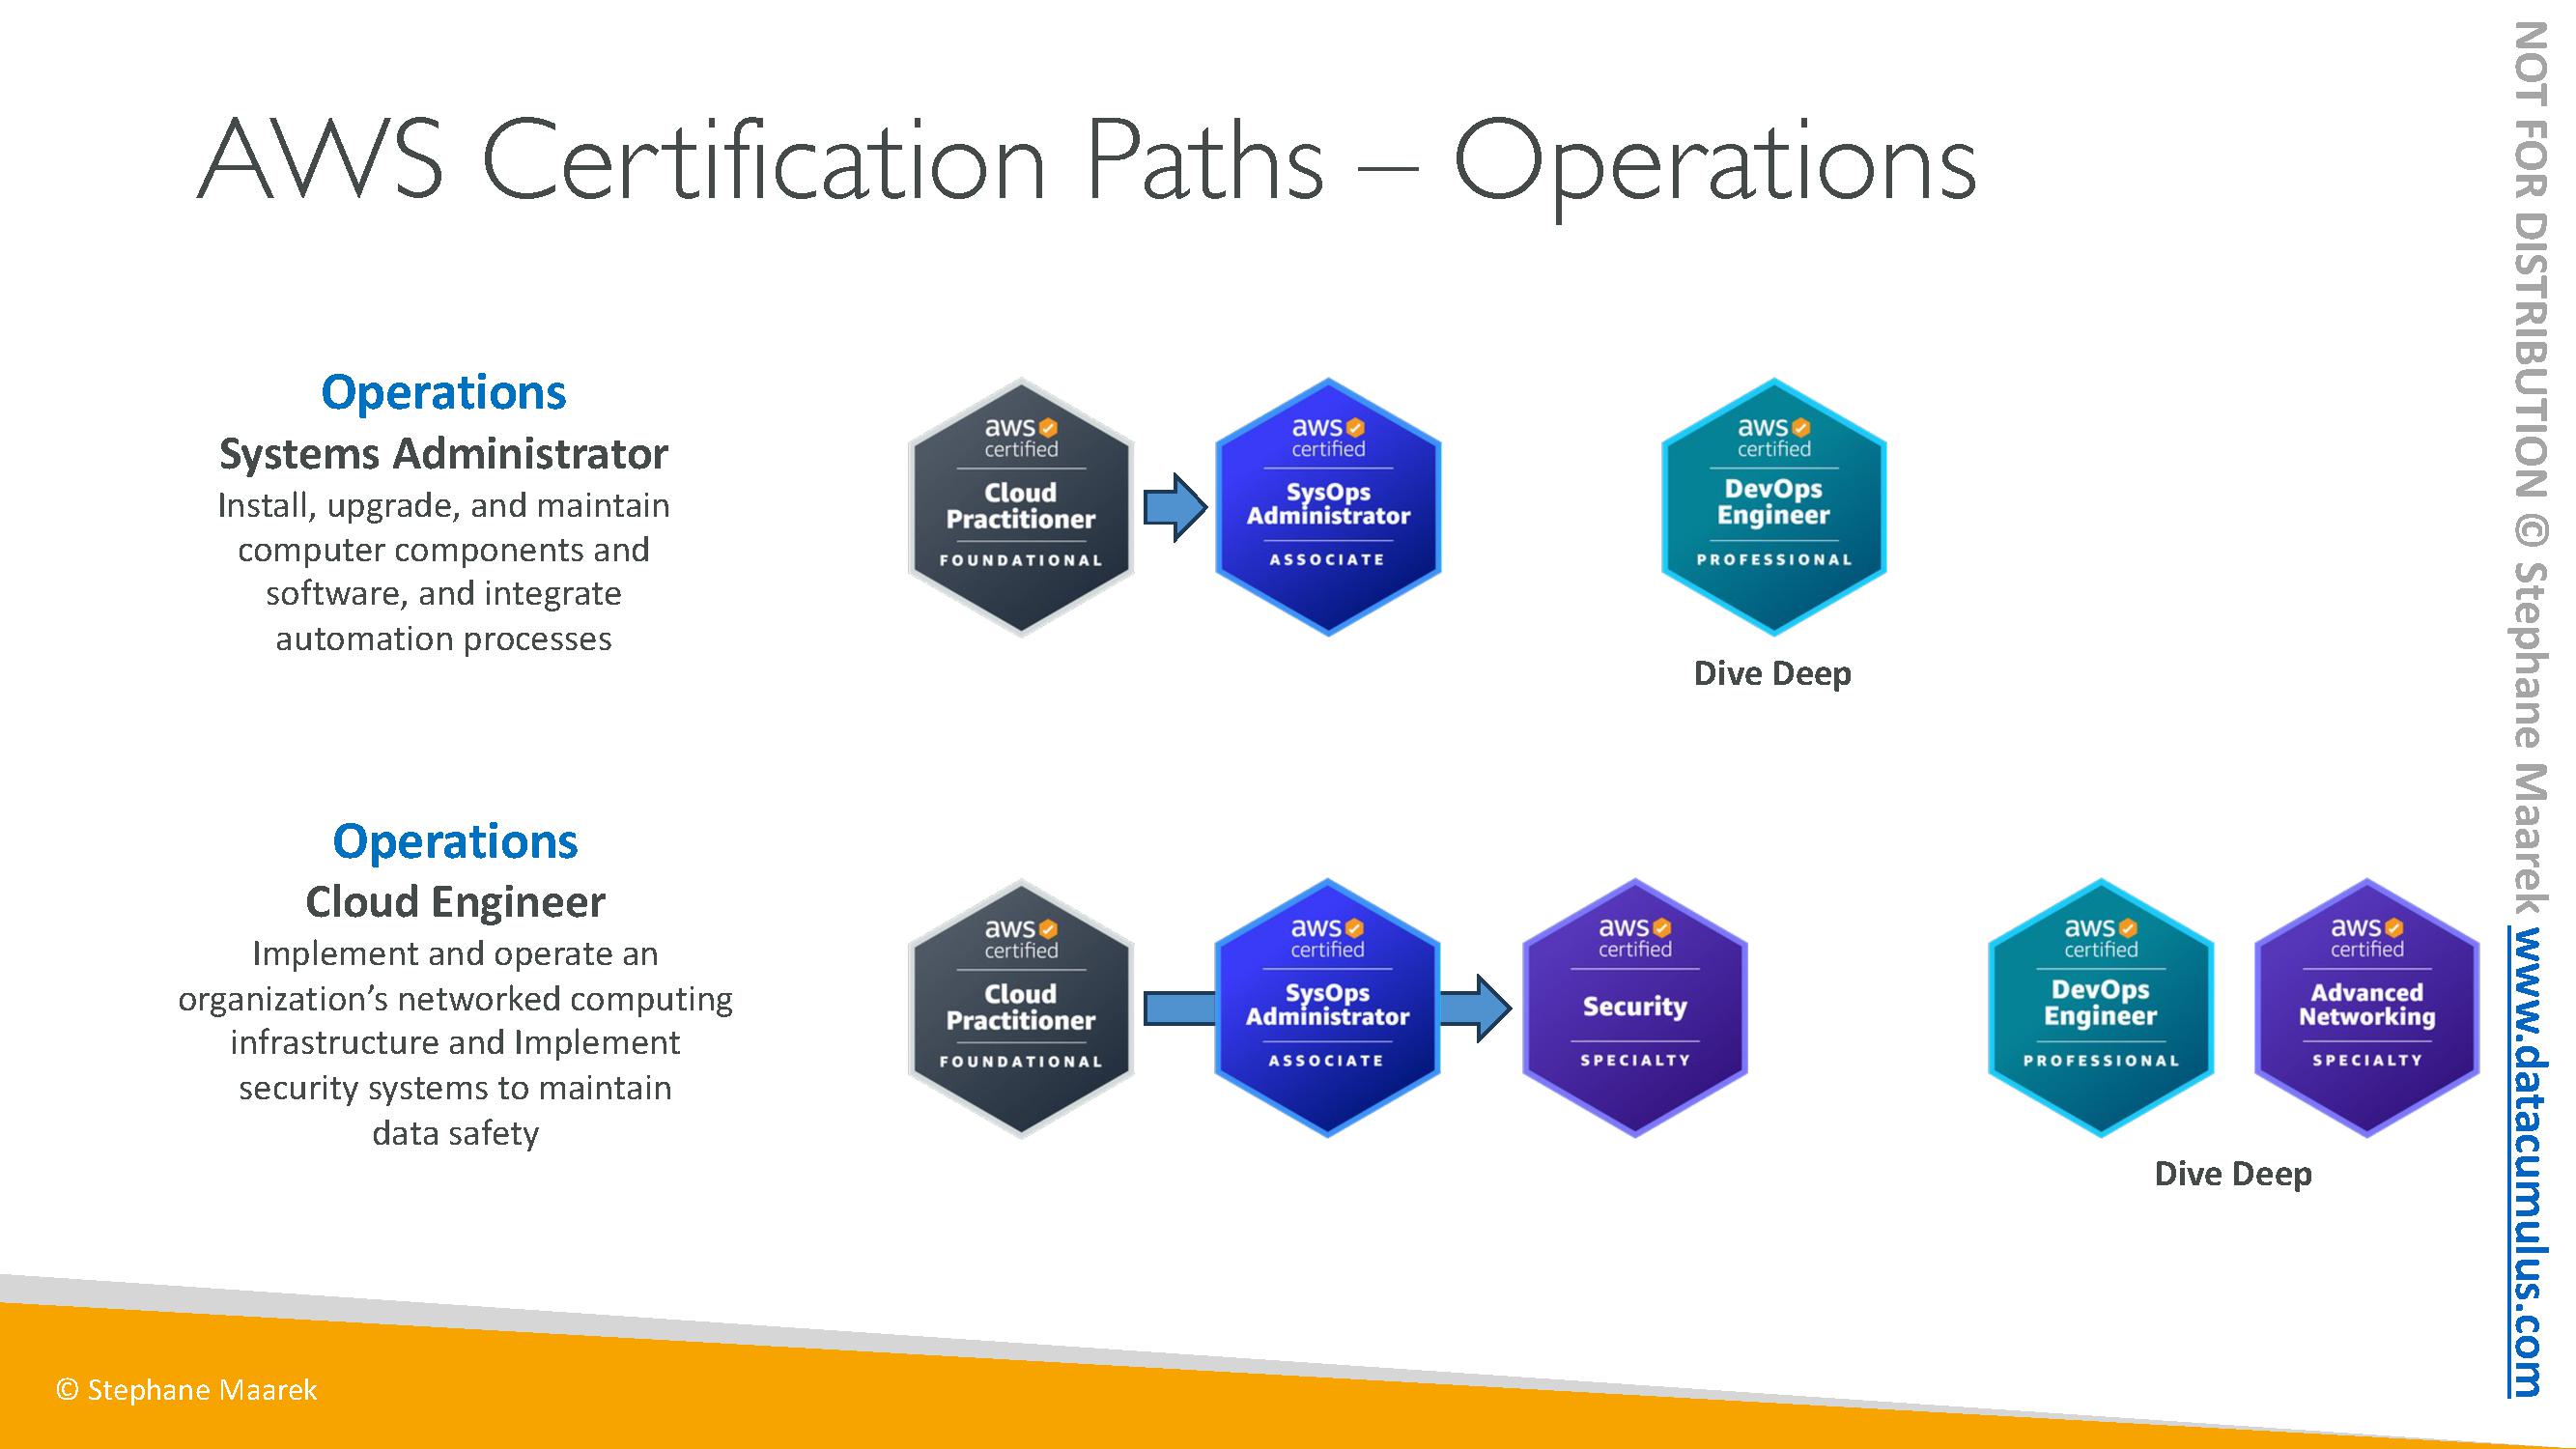 AWS Certification Paths – Operations
Operations
Systems Administrator
Install, upgrade, and maintain
computer components and
software, and integrate
automation processes
aws
certified
Cloud
Practitioner
FOUNDATIONAL
aws
certified
SysOps
Administrator
ASSOCIATE
aws
certified
DevOps
Engineer
PROFESSIONAL
Dive Deep
Operations
Cloud Engineer
Implement and operate an
organization’s networked computing
infrastructure and Implement
security systems to maintain
data safety
aws
certified
Cloud
Practitioner
FOUNDATIONAL
aws
certified
SysOps
Administrator
ASSOCIATE
aws
certified
Security
SPECIALTY
aws
certified
DevOps
Engineer
PROFESSIONAL
aws
certified
Advanced
Networking
SPECIALTY
Dive Deep
© Stephane Maarek
NOT FOR DISTRIBUTION © Stephane Maarek www.datacumulus.com